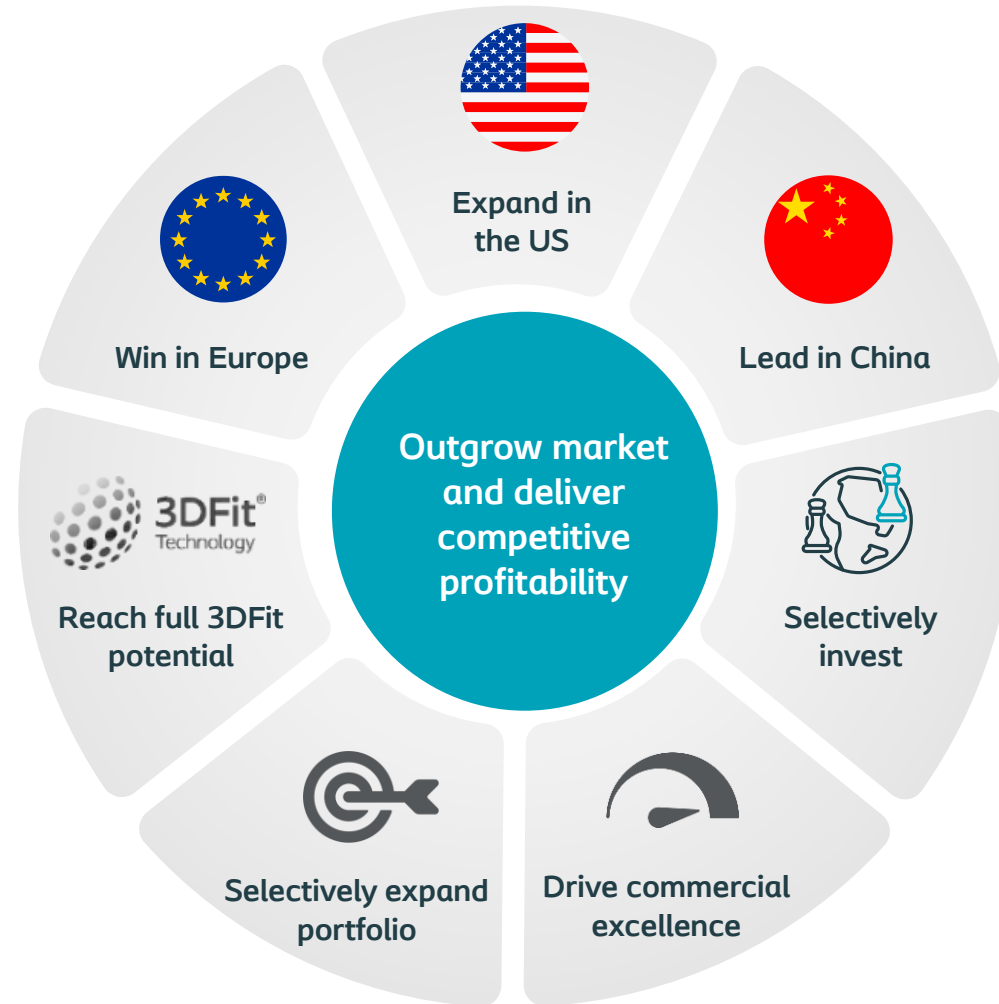 Expand in
the US
Win in Europe
Lead in China
Outgrow market
and deliver
competitive
profitability
3DFit®
Technology
Reach full 3DFit
potential
Selectively
invest
Selectively expand
portfolio
Drive commercial
excellence